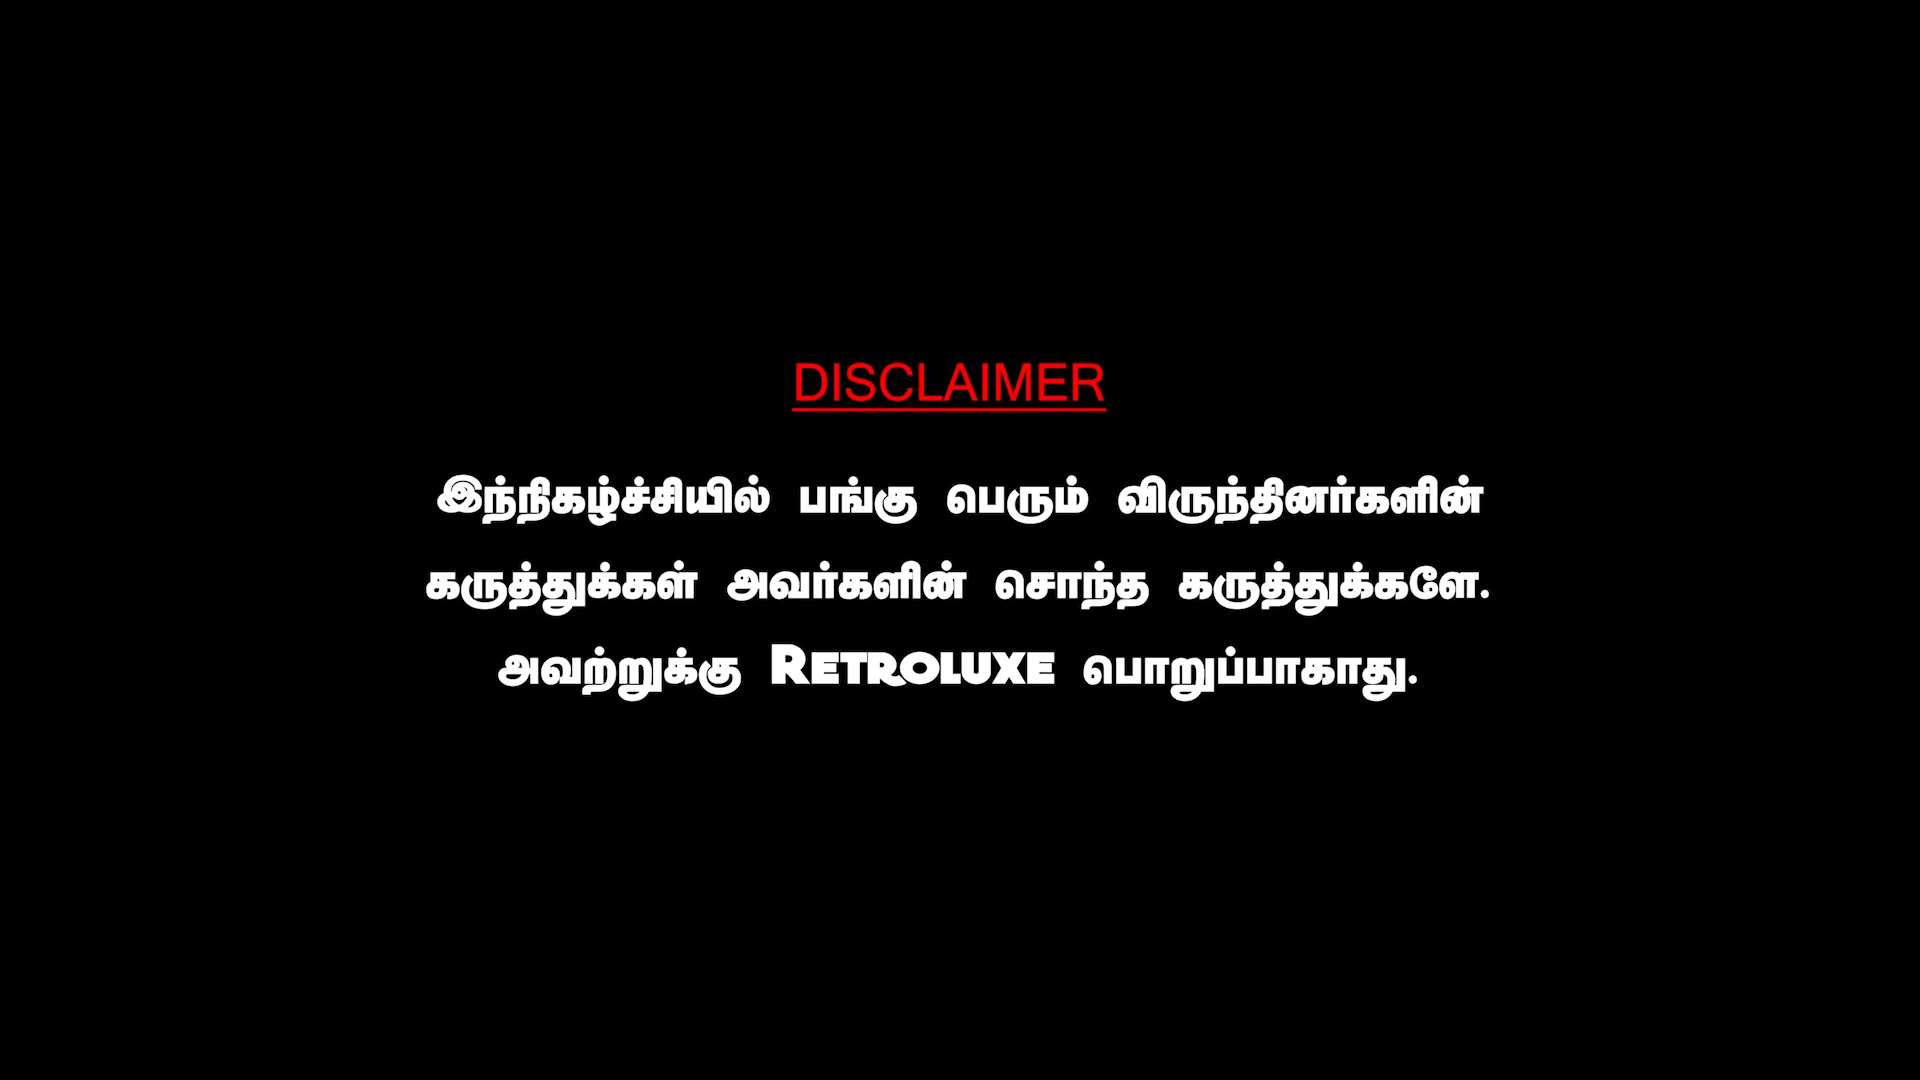 DISCLAIMER
இந்நிகழ்ச்சியில் பங்கு பெரும் விருந்தினர்களின்
கருத்துக்கள் அவர்களின் சொந்த கருத்துக்களே.
அவற்றுக்கு RETROLUXE பொறுப்பாகாது.